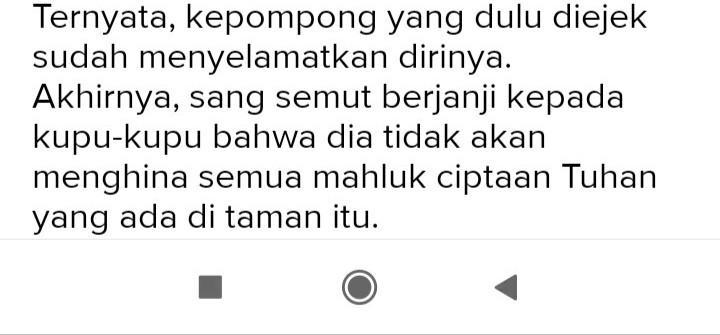 Ternyata, kepompong yang dulu diejek
sudah menyelamatkan dirinya.
Akhirnya, sang semut berjanji kepada
kupu-kupu bahwa dia tidak akan
menghina semua mahluk ciptaan Tuhan
yang ada di taman itu.